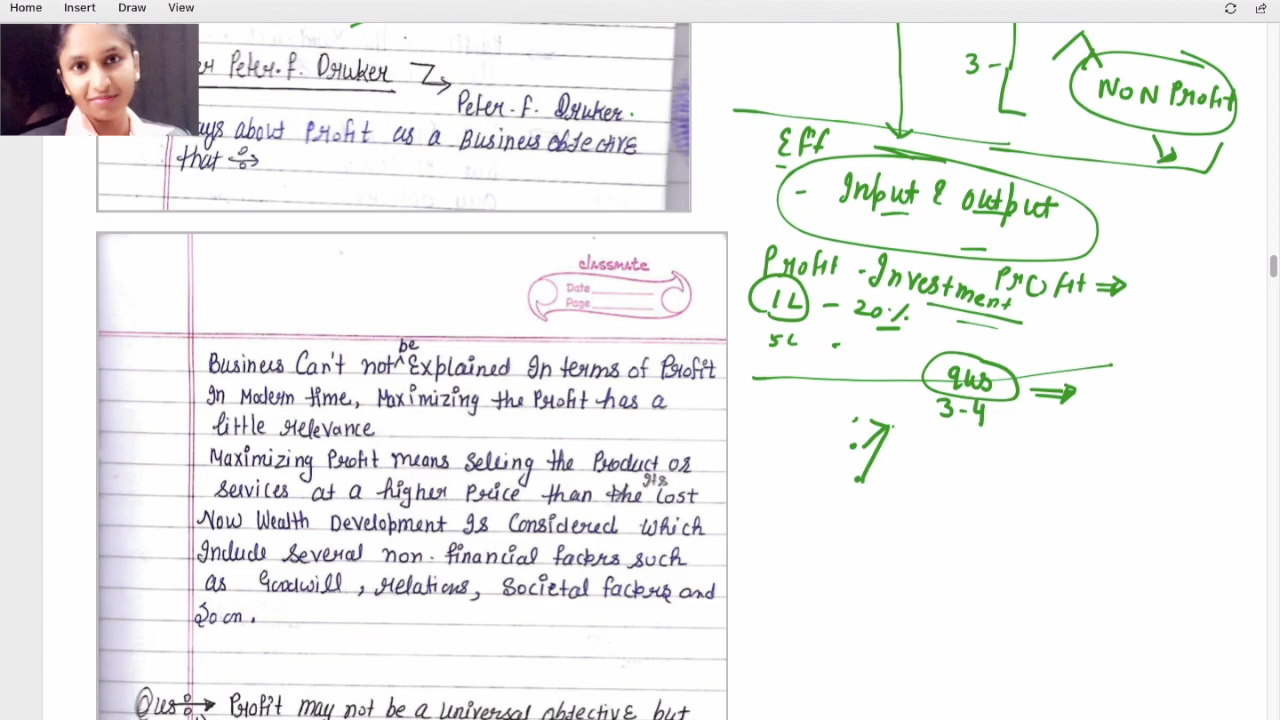 Home Insert Draw View
er Peter. F. Druker
Peter. F. Druker.
ays about Profit as a Business objective
that
classmate
Date
Page
Business Can't not be Explained In terms of Profit
In Modern time, Maximizing the Profit has a
little relevance
Maximizing Profit means Selling the Product or
services at a higher Price than the its Cost
Now Wealth Development Is Considered which
Include Several non-financial factors such
as Goodwill, relations, Societal factors and
So on.
Qus Profit may not be a universal objective but
3 -
NON Profit
Eff
- Input & output
Profit - Investment Profit ⇒
1L - 20%
5L
qus
3-4